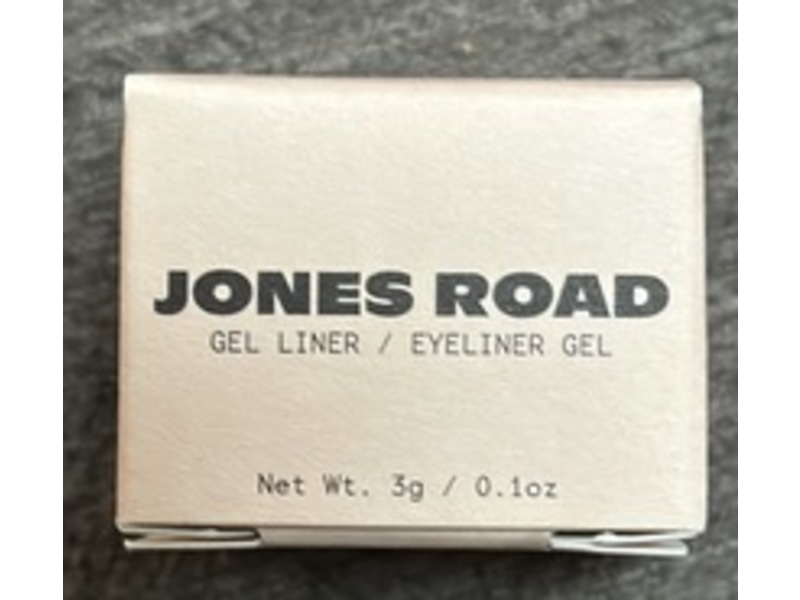 JONES ROAD
GEL LINER / EYELINER GEL
Net Wt. 3g / 0.1oz